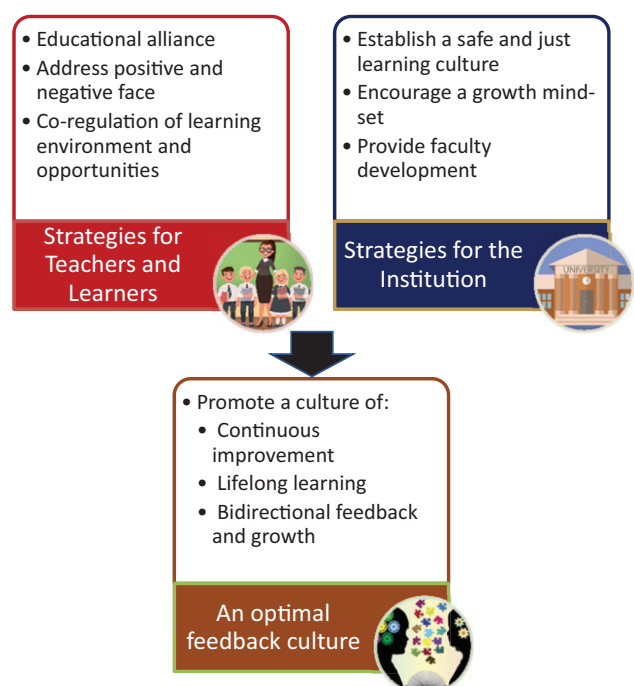 • Educational alliance
• Address positive and
negative face
• Co-regulation of learning
environment and
opportunities
Strategies for
Teachers and
Learners
• Establish a safe and just
learning culture
• Encourage a growth mind-
set
• Provide faculty
development
Strategies for the
Institution
UNIVERSITY
• Promote a culture of:
• Continuous
improvement
• Lifelong learning
• Bidirectional feedback
and growth
An optimal
feedback culture